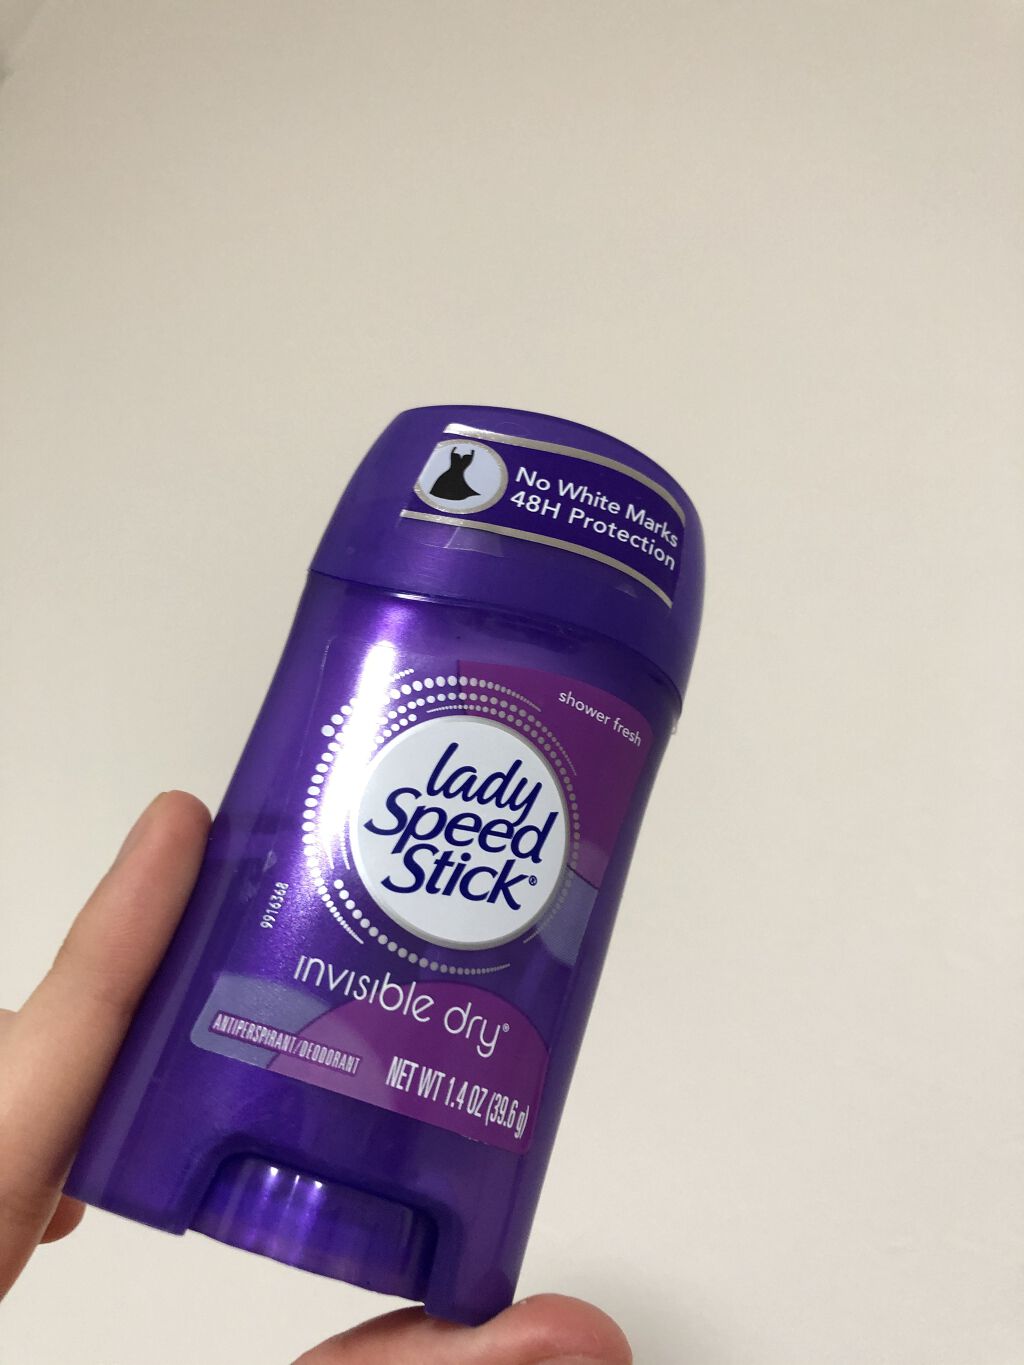 No White Marks
48H Protection
shower fresh
lady
Speed
Stick®
9916368
invisible dry®
ANTIPERSPIRANT/DEODORANT
NET WT 1.4 OZ (39.6 g)